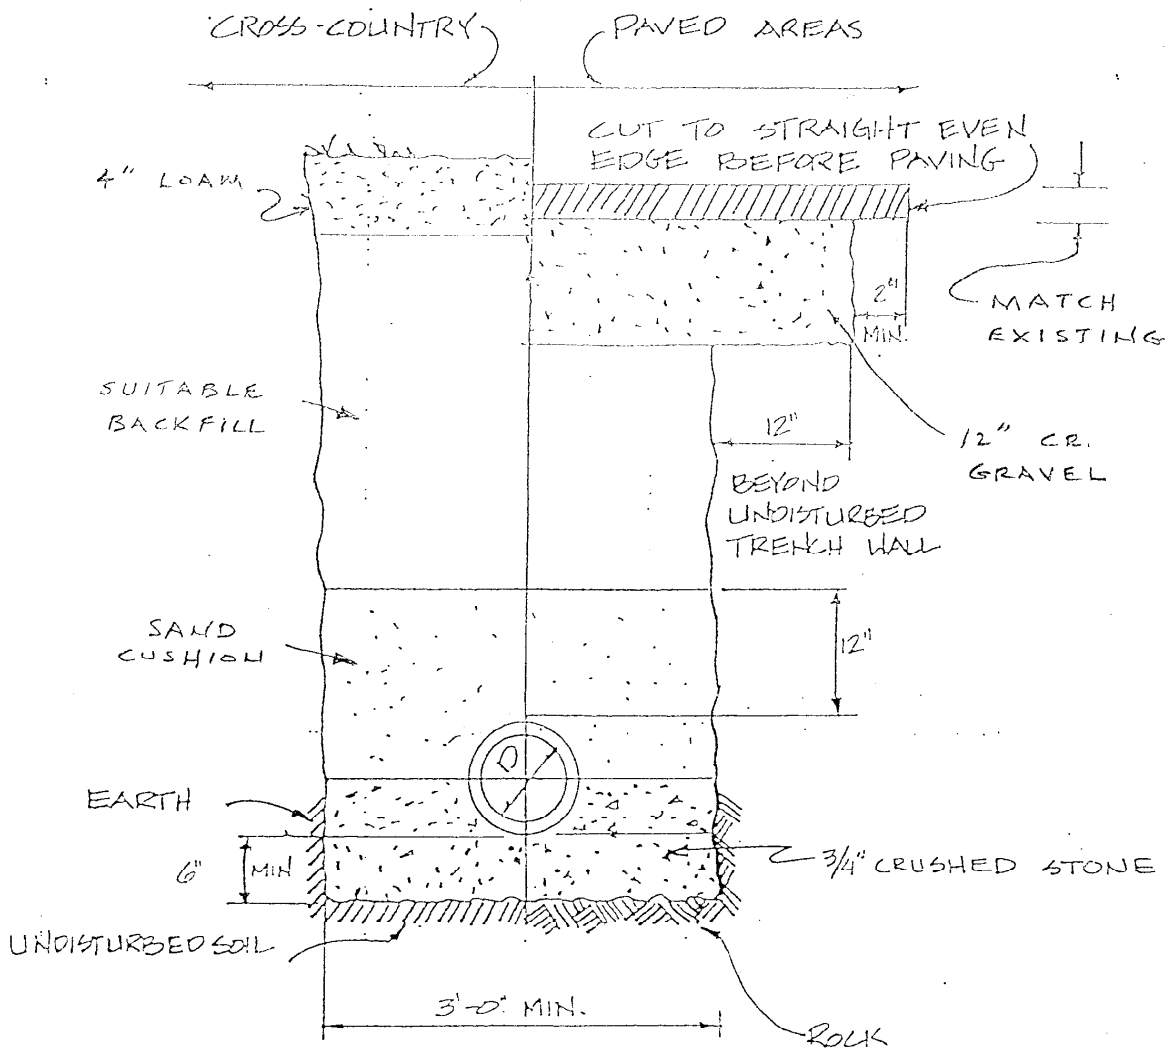 CROSS-COUNTRY
PAVED AREAS
CUT TO STRAIGHT EVEN
EDGE BEFORE PAVING
4" LOAM
2"
MIN.
MATCH
EXISTING
SUITABLE
BACKFILL
12"
12" CR.
GRAVEL
BEYOND
UNDISTURBED
TRENCH WALL
SAND
CUSHION
12"
D
EARTH
6" MIN
3/4" CRUSHED STONE
UNDISTURBED SOIL
3'-0" MIN.
ROCK